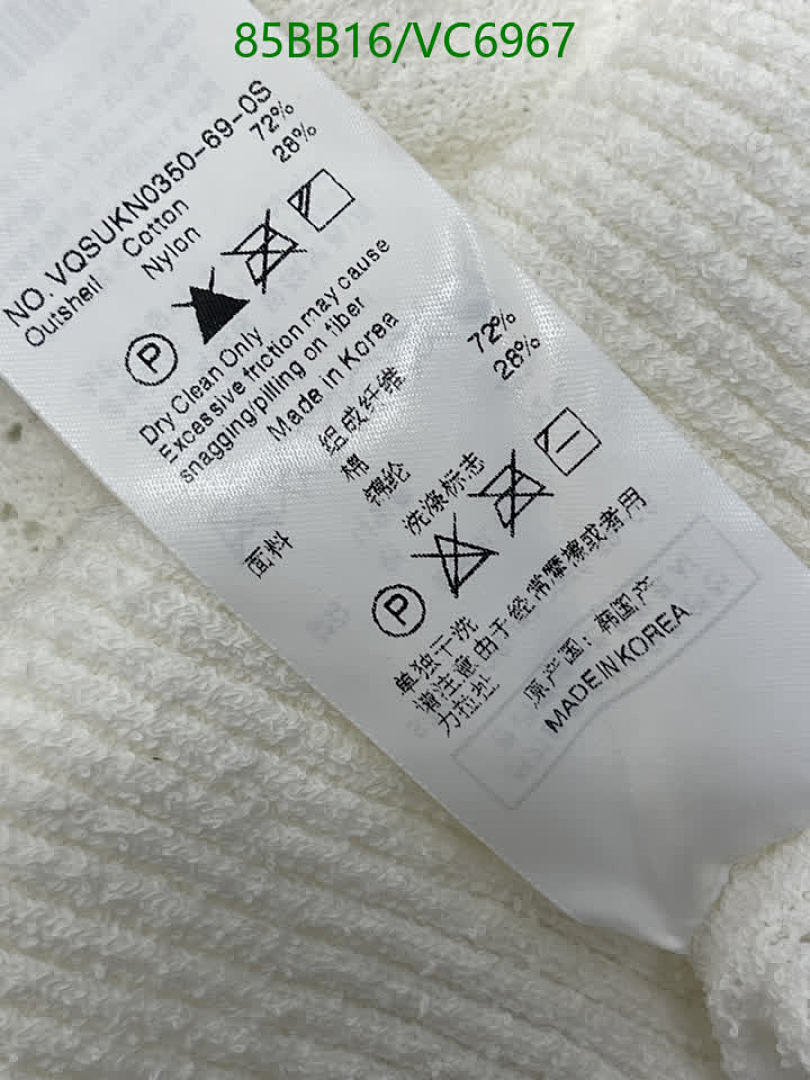 85BB16/VC6967
NO. VQSUKN0350-69-OS
Outshell Cotton 72%
Nylon 28%
P
Dry Clean Only
Excessive friction may cause
snagging/pilling on fiber
Made in Korea
组成纤维
面料 棉 72%
锦纶 28%
洗涤标志
P
单独干洗
请注意由于经常摩擦或者用
力拉扯
原产国：韩国产
MADE IN KOREA